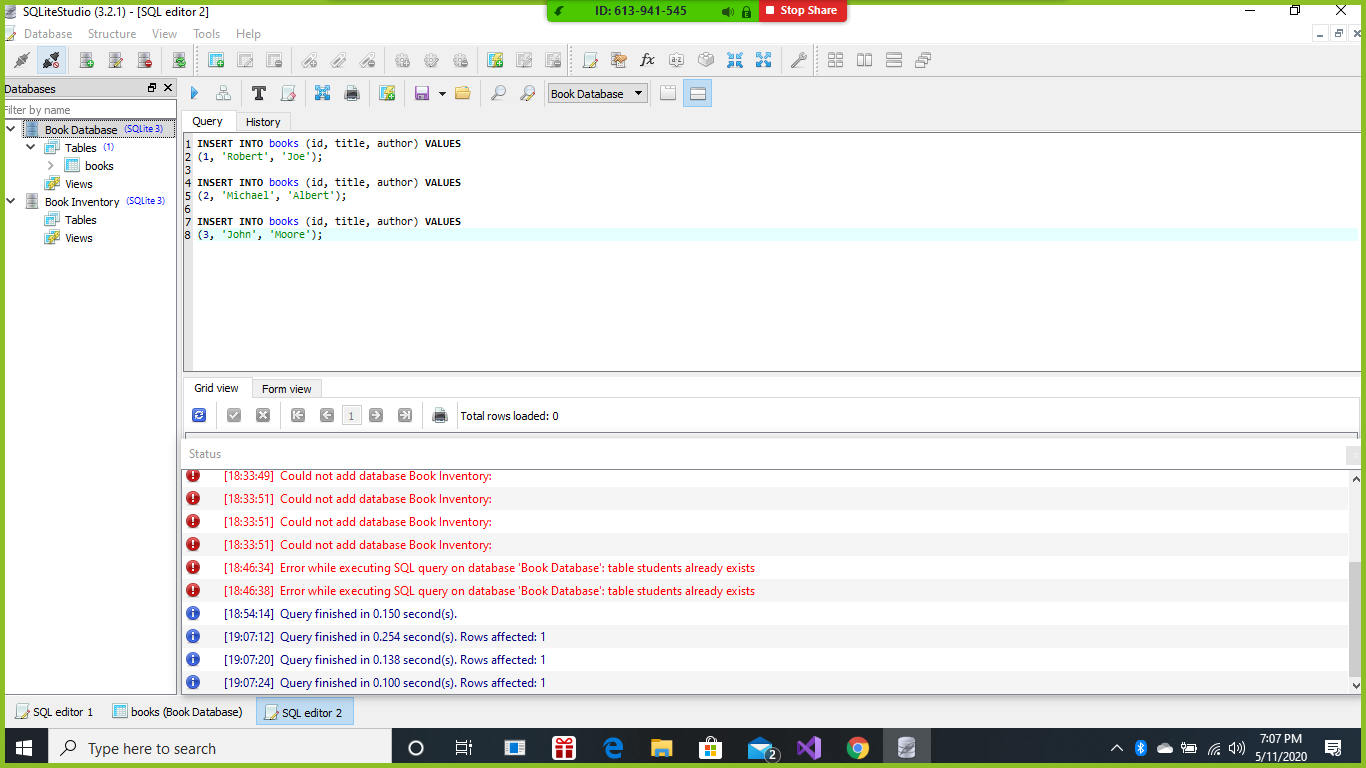 SQLiteStudio (3.2.1) - [SQL editor 2]
ID: 613-941-545
Stop Share
Database Structure View Tools Help
Databases
Filter by name
Book Database (SQLite 3)
Tables (1)
books
Views
Book Inventory (SQLite 3)
Tables
Views
Book Database
Query History
1 INSERT INTO books (id, title, author) VALUES
2 (1, 'Robert', 'Joe');
3
4 INSERT INTO books (id, title, author) VALUES
5 (2, 'Michael', 'Albert');
6
7 INSERT INTO books (id, title, author) VALUES
8 (3, 'John', 'Moore');
Grid view Form view
1 Total rows loaded: 0
Status
[18:33:49] Could not add database Book Inventory:
[18:33:51] Could not add database Book Inventory:
[18:33:51] Could not add database Book Inventory:
[18:33:51] Could not add database Book Inventory:
[18:46:34] Error while executing SQL query on database 'Book Database': table students already exists
[18:46:38] Error while executing SQL query on database 'Book Database': table students already exists
[18:54:14] Query finished in 0.150 second(s).
[19:07:12] Query finished in 0.254 second(s). Rows affected: 1
[19:07:20] Query finished in 0.138 second(s). Rows affected: 1
[19:07:24] Query finished in 0.100 second(s). Rows affected: 1
SQL editor 1 books (Book Database) SQL editor 2
Type here to search
2
7:07 PM
5/11/2020